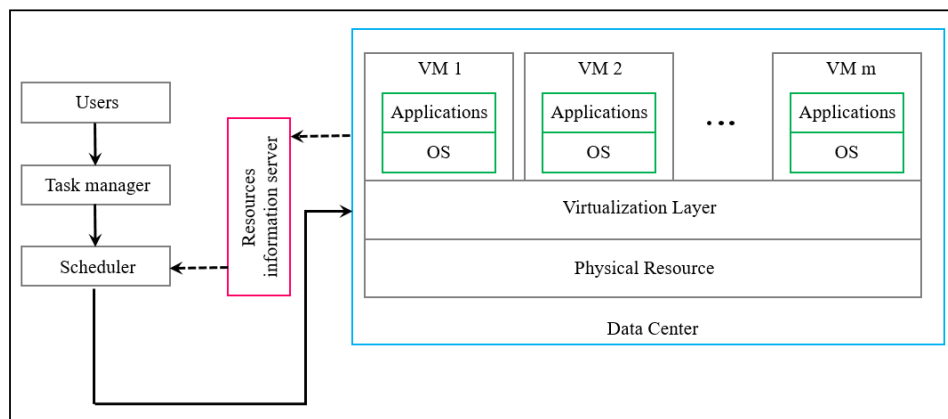 Users
Task manager
Scheduler
Resources
information server
VM 1
Applications
OS
VM 2
Applications
OS
...
VM m
Applications
OS
Virtualization Layer
Physical Resource
Data Center